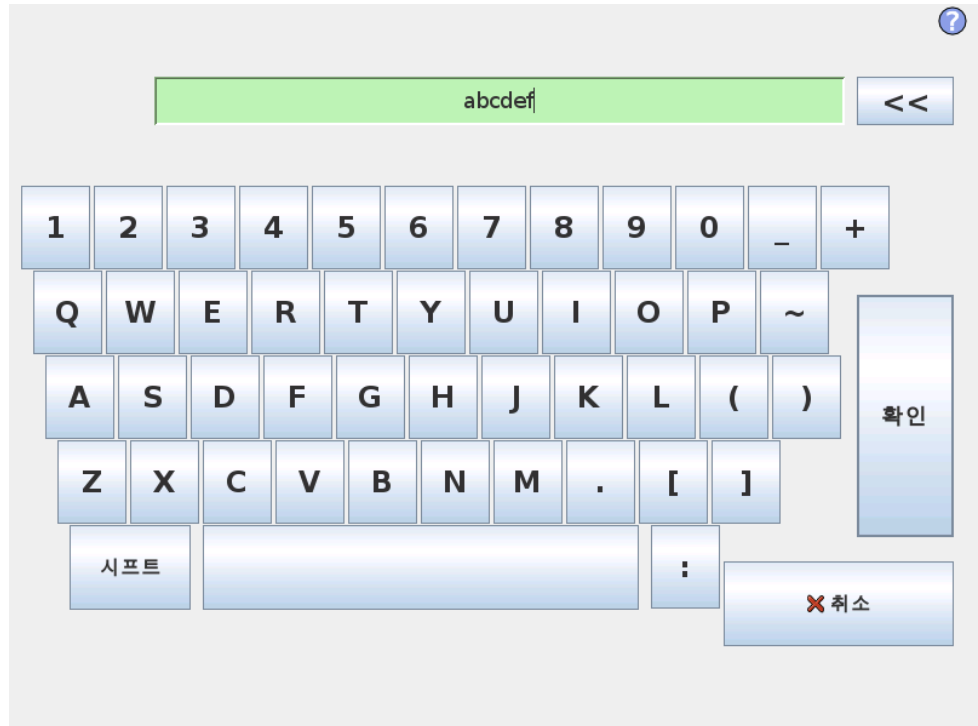 ?
abcdef
<<
1 2 3 4 5 6 7 8 9 0 _ +
Q W E R T Y U I O P ~
A S D F G H J K L ( )
확인
Z X C V B N M . [ ]
시프트 :
취소